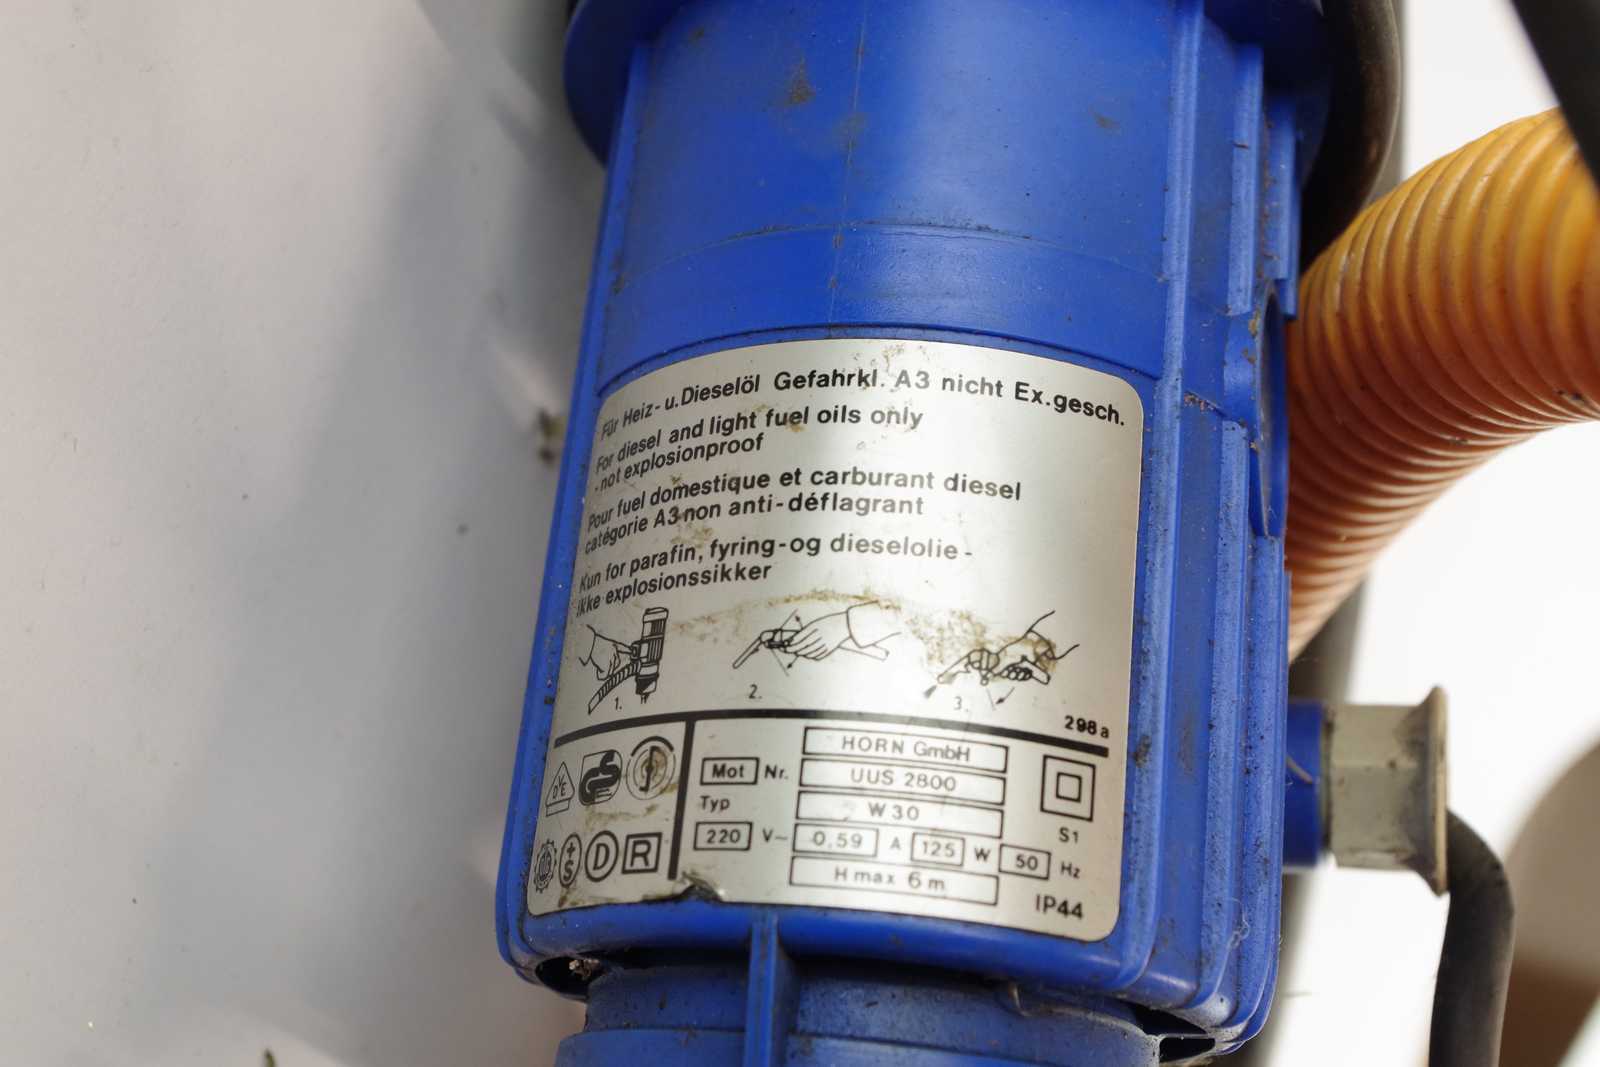 Für Heiz- u. Dieselöl Gefahrkl. A3 nicht Ex.gesch.
For diesel and light fuel oils only
-not explosionproof
Pour fuel domestique et carburant diesel
catégorie A3 non anti-déflagrant
Kun for parafin, fyring-og dieselolie-
ikke explosionssikker
1. 2. 3. 298a
HORN GmbH
Mot Nr. UUS 2800
Typ W 30
220 V~ 0,59 A 125 W 50 Hz
H max 6 m
S1
IP44
VDE
GS
+S
D
R